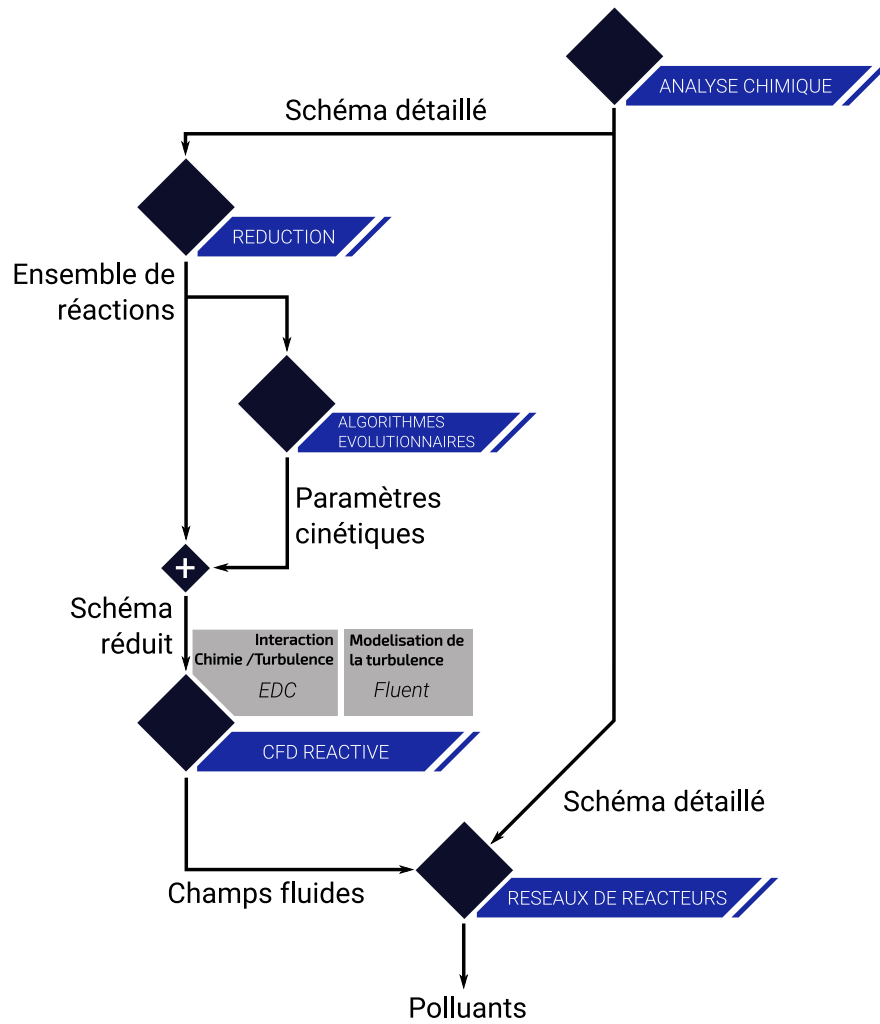 ANALYSE CHIMIQUE
Schéma détaillé
REDUCTION
Ensemble de
réactions
ALGORITHMES
EVOLUTIONNAIRES
Paramètres
cinétiques
+
Schéma
réduit
Interaction
Chimie /Turbulence
EDC
Modelisation de
la turbulence
Fluent
CFD REACTIVE
Schéma détaillé
Champs fluides
RESEAUX DE REACTEURS
Polluants